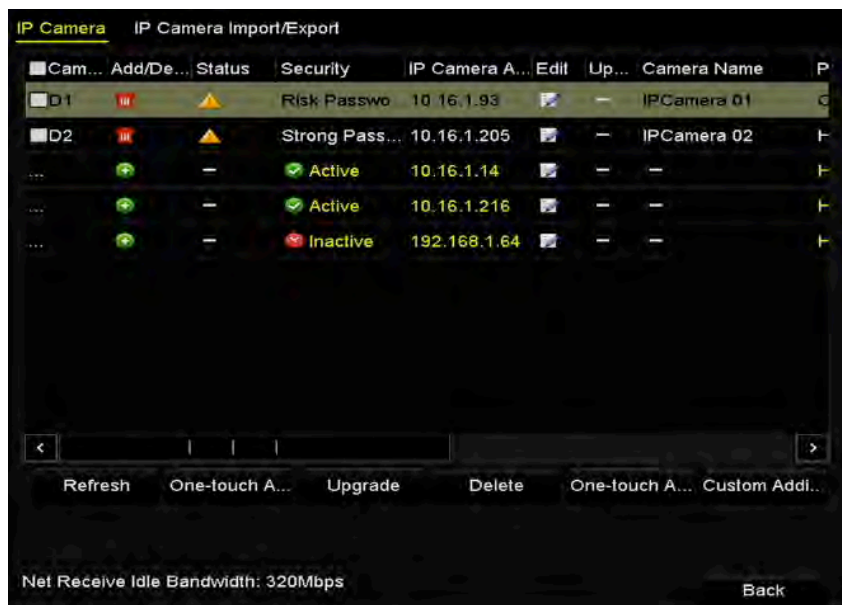 IP Camera IP Camera Import/Export
Cam... Add/De... Status Security IP Camera A... Edit Up... Camera Name P
D1 Risk Passwo 10.16.1.93 – IPCamera 01
D2 Strong Pass... 10.16.1.205 – IPCamera 02
... – Active 10.16.1.14 – –
... – Active 10.16.1.216 – –
... – Inactive 192.168.1.64 – –
< >
Refresh One-touch A... Upgrade Delete One-touch A... Custom Addi..
Net Receive Idle Bandwidth: 320Mbps
Back